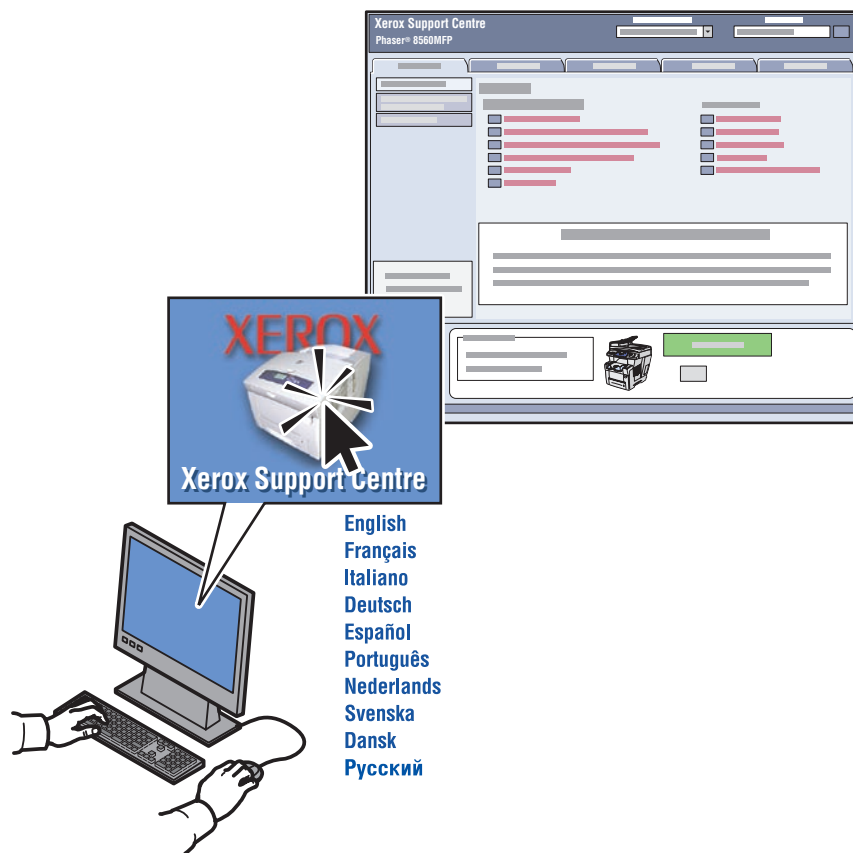 Xerox Support Centre
Phaser® 8560MFP
XEROX
Xerox Support Centre
English
Français
Italiano
Deutsch
Español
Português
Nederlands
Svenska
Dansk
Русский